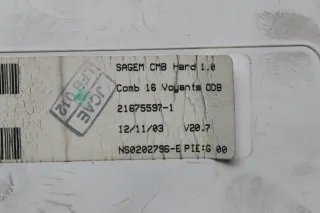 SAGEM CMB Hard 1.0
Comb 16 Voyants ODB
21675597-1
12/11/03 V20.7
NS0202796-E PIE:G 00
JCAE
LFB012